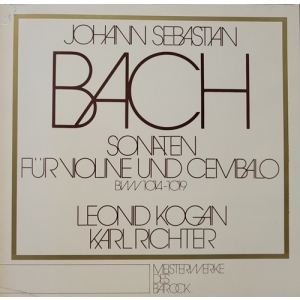 JOHANN SEBASTIAN
BACH
SONATEN
FÜR VIOLINE UND CEMBALO
BWV 1014-1019
LEONID KOGAN
KARL RICHTER
MEISTERWERKE
DES
BAROCK